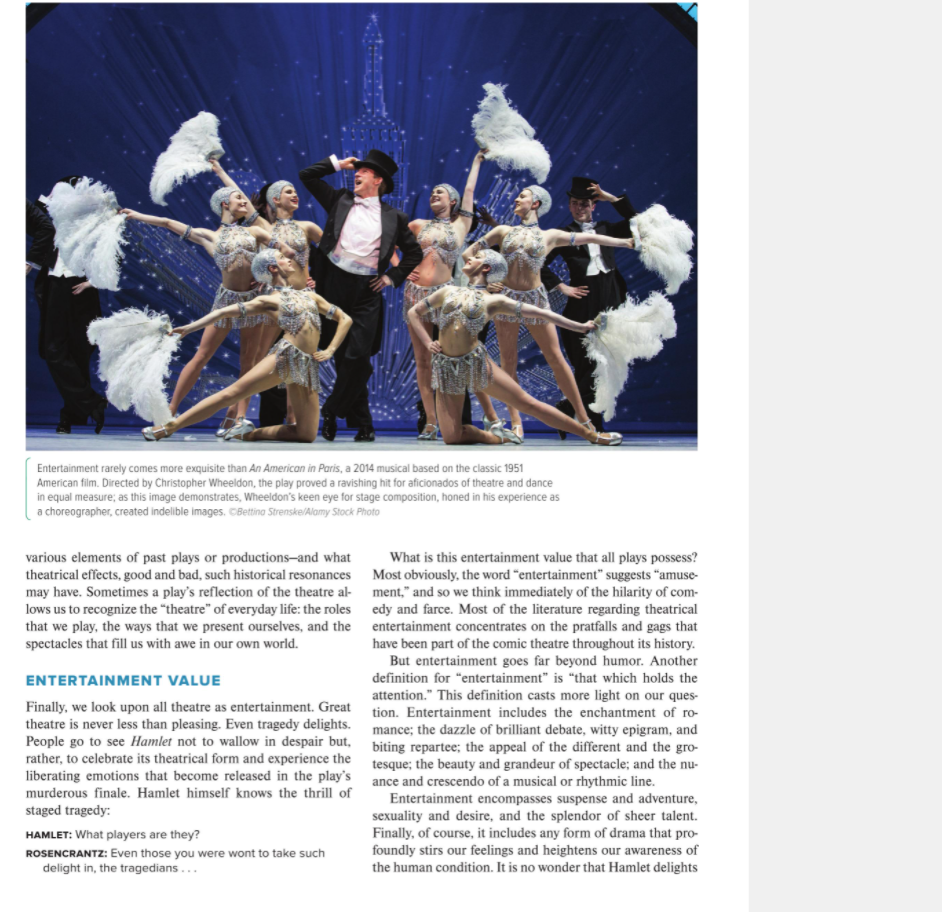 Entertainment rarely comes more exquisite than An American in Paris, a 2014 musical based on the classic 1951
American film. Directed by Christopher Wheeldon, the play proved a ravishing hit for aficionados of theatre and dance
in equal measure; as this image demonstrates, Wheeldon's keen eye for stage composition, honed in his experience as
a choreographer, created indelible images. ©Bettina Strenske/Alamy Stock Photo
various elements of past plays or productions—and what
theatrical effects, good and bad, such historical resonances
may have. Sometimes a play's reflection of the theatre al-
lows us to recognize the "theatre" of everyday life: the roles
that we play, the ways that we present ourselves, and the
spectacles that fill us with awe in our own world.
ENTERTAINMENT VALUE
Finally, we look upon all theatre as entertainment. Great
theatre is never less than pleasing. Even tragedy delights.
People go to see Hamlet not to wallow in despair but,
rather, to celebrate its theatrical form and experience the
liberating emotions that become released in the play's
murderous finale. Hamlet himself knows the thrill of
staged tragedy:
HAMLET: What players are they?
ROSENCRANTZ: Even those you were wont to take such
delight in, the tragedians . . .
What is this entertainment value that all plays possess?
Most obviously, the word "entertainment" suggests "amuse-
ment," and so we think immediately of the hilarity of com-
edy and farce. Most of the literature regarding theatrical
entertainment concentrates on the pratfalls and gags that
have been part of the comic theatre throughout its history.
But entertainment goes far beyond humor. Another
definition for "entertainment" is "that which holds the
attention." This definition casts more light on our ques-
tion. Entertainment includes the enchantment of ro-
mance; the dazzle of brilliant debate, witty epigram, and
biting repartee; the appeal of the different and the gro-
tesque; the beauty and grandeur of spectacle; and the nu-
ance and crescendo of a musical or rhythmic line.
Entertainment encompasses suspense and adventure,
sexuality and desire, and the splendor of sheer talent.
Finally, of course, it includes any form of drama that pro-
foundly stirs our feelings and heightens our awareness of
the human condition. It is no wonder that Hamlet delights